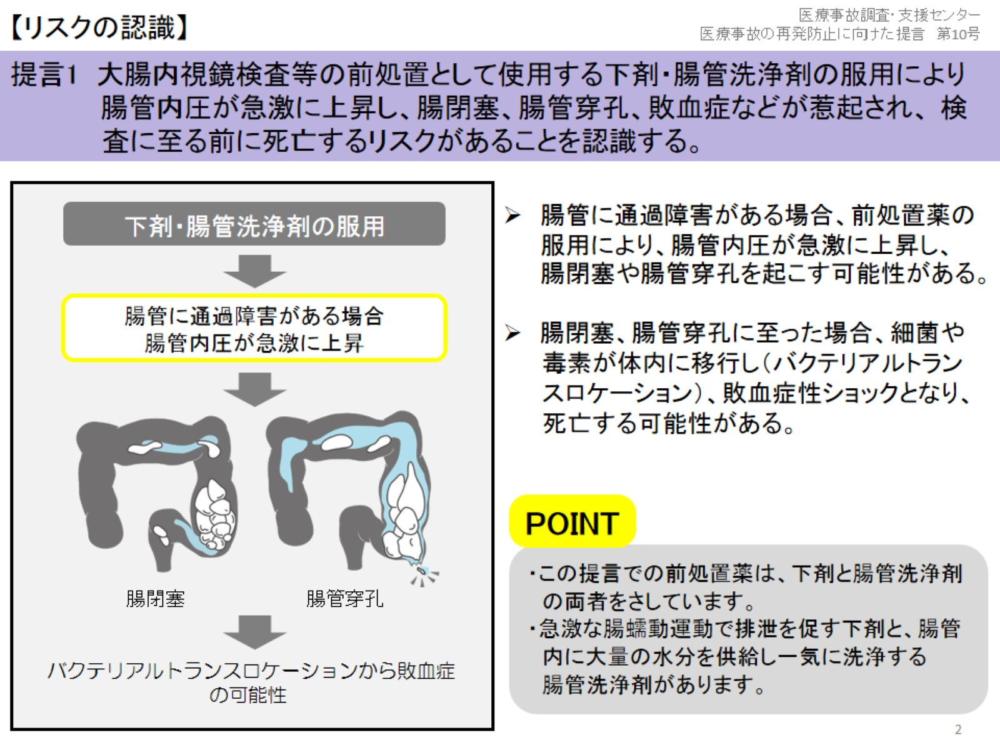 【リスクの認識】
医療事故調査・支援センター
医療事故の再発防止に向けた提言　第10号
提言1　大腸内視鏡検査等の前処置として使用する下剤・腸管洗浄剤の服用により
腸管内圧が急激に上昇し、腸閉塞、腸管穿孔、敗血症などが惹起され、検
査に至る前に死亡するリスクがあることを認識する。
下剤・腸管洗浄剤の服用
腸管に通過障害がある場合
腸管内圧が急激に上昇
腸閉塞
腸管穿孔
バクテリアルトランスロケーションから敗血症
の可能性
➢ 腸管に通過障害がある場合、前処置薬の
服用により、腸管内圧が急激に上昇し、
腸閉塞や腸管穿孔を起こす可能性がある。
➢ 腸閉塞、腸管穿孔に至った場合、細菌や
毒素が体内に移行し（バクテリアルトラン
スロケーション）、敗血症性ショックとなり、
死亡する可能性がある。
POINT
・この提言での前処置薬は、下剤と腸管洗浄剤
の両者をさしています。
・急激な腸蠕動運動で排泄を促す下剤と、腸管
内に大量の水分を供給し一気に洗浄する
腸管洗浄剤があります。
2